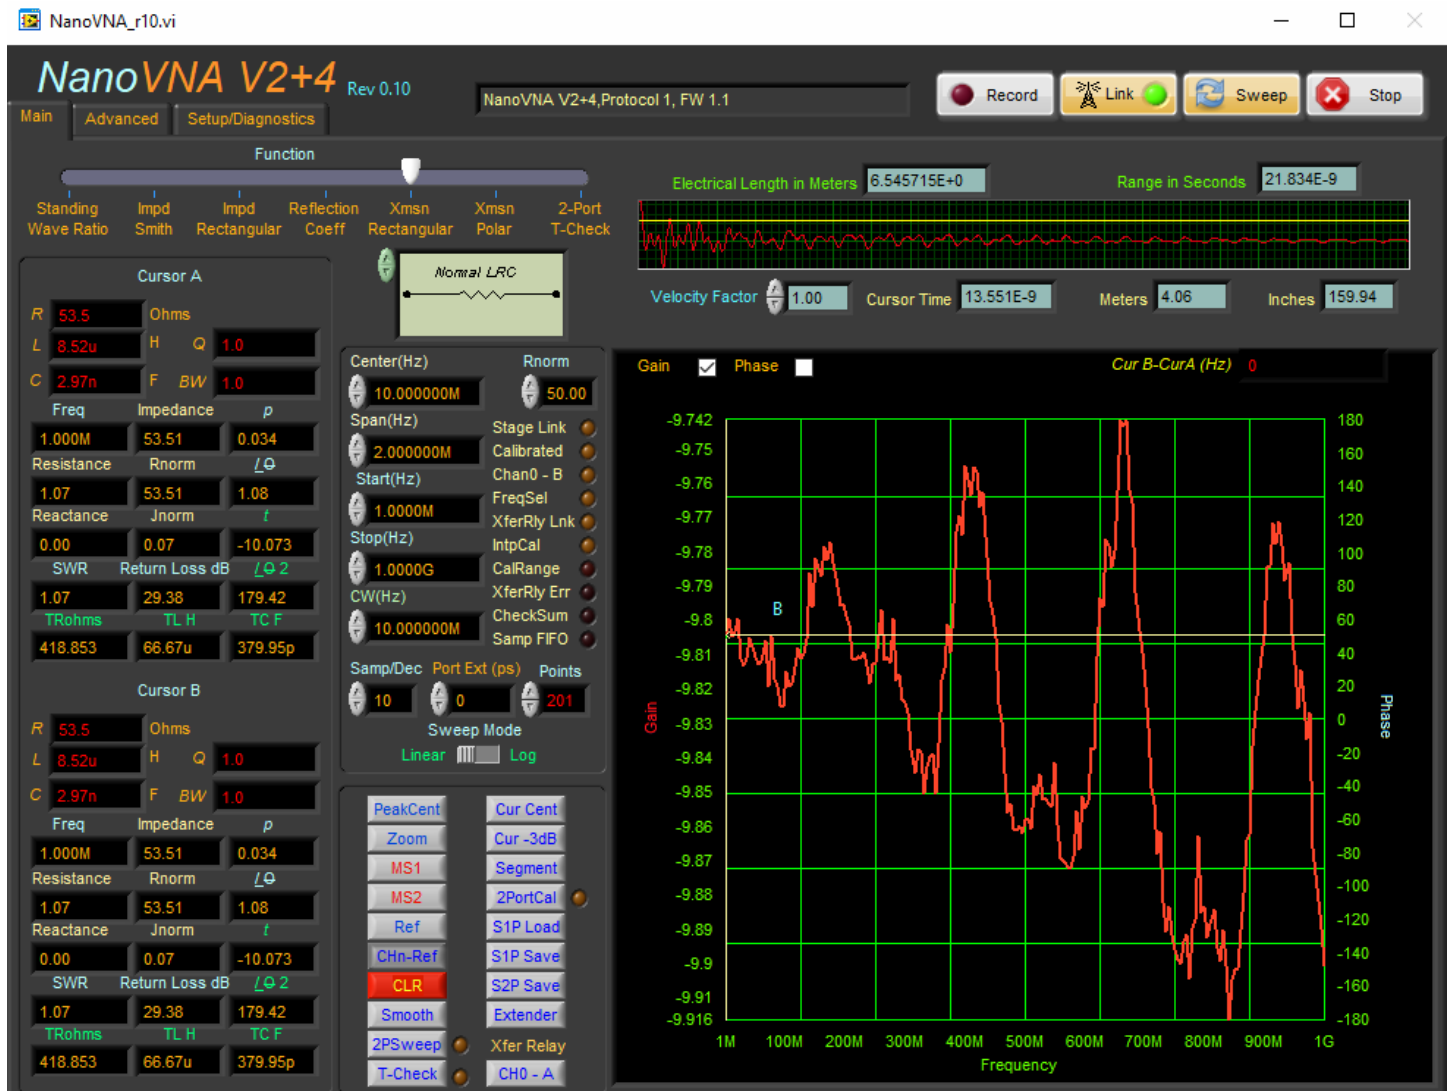 NanoVNA_r10.vi
NanoVNA V2+4 Rev 0.10
NanoVNA V2+4,Protocol 1, FW 1.1
Record
Link
Sweep
Stop
Main
Advanced
Setup/Diagnostics
Function
Standing Wave Ratio
Impd Smith
Impd Rectangular
Reflection Coeff
Xmsn Rectangular
Xmsn Polar
2-Port T-Check
Electrical Length in Meters 6.545715E+0
Range in Seconds 21.834E-9
Velocity Factor 1.00
Cursor Time 13.551E-9
Meters 4.06
Inches 159.94
Normal LRC
Cursor A
R 53.5 Ohms
L 8.52u H Q 1.0
C 2.97n F BW 1.0
Freq Impedance p
1.000M 53.51 0.034
Resistance Rnorm /Θ
1.07 53.51 1.08
Reactance Jnorm t
0.00 0.07 -10.073
SWR Return Loss dB /Θ 2
1.07 29.38 179.42
TRohms TL H TC F
418.853 66.67u 379.95p
Cursor B
R 53.5 Ohms
L 8.52u H Q 1.0
C 2.97n F BW 1.0
Freq Impedance p
1.000M 53.51 0.034
Resistance Rnorm /Θ
1.07 53.51 1.08
Reactance Jnorm t
0.00 0.07 -10.073
SWR Return Loss dB /Θ 2
1.07 29.38 179.42
TRohms TL H TC F
418.853 66.67u 379.95p
Center(Hz) Rnorm
10.000000M 50.00
Span(Hz)
2.000000M
Start(Hz)
1.0000M
Stop(Hz)
1.0000G
CW(Hz)
10.000000M
Stage Link
Calibrated
Chan0 - B
FreqSel
XferRly Lnk
IntpCal
CalRange
XferRly Err
CheckSum
Samp FIFO
Samp/Dec Port Ext (ps) Points
10 0 201
Sweep Mode
Linear Log
PeakCent Cur Cent
Zoom Cur -3dB
MS1 Segment
MS2 2PortCal
Ref S1P Load
CHn-Ref S1P Save
CLR S2P Save
Smooth Extender
2PSweep Xfer Relay
T-Check CH0 - A
Gain Phase Cur B-CurA (Hz) 0
-9.742
-9.75
-9.76
-9.77
-9.78
-9.79
-9.8
-9.81
-9.82
-9.83
-9.84
-9.85
-9.86
-9.87
-9.88
-9.89
-9.9
-9.91
-9.916
Gain
B
180
160
140
120
100
80
60
40
20
0
-20
-40
-60
-80
-100
-120
-140
-160
-180
Phase
1M 100M 200M 300M 400M 500M 600M 700M 800M 900M 1G
Frequency